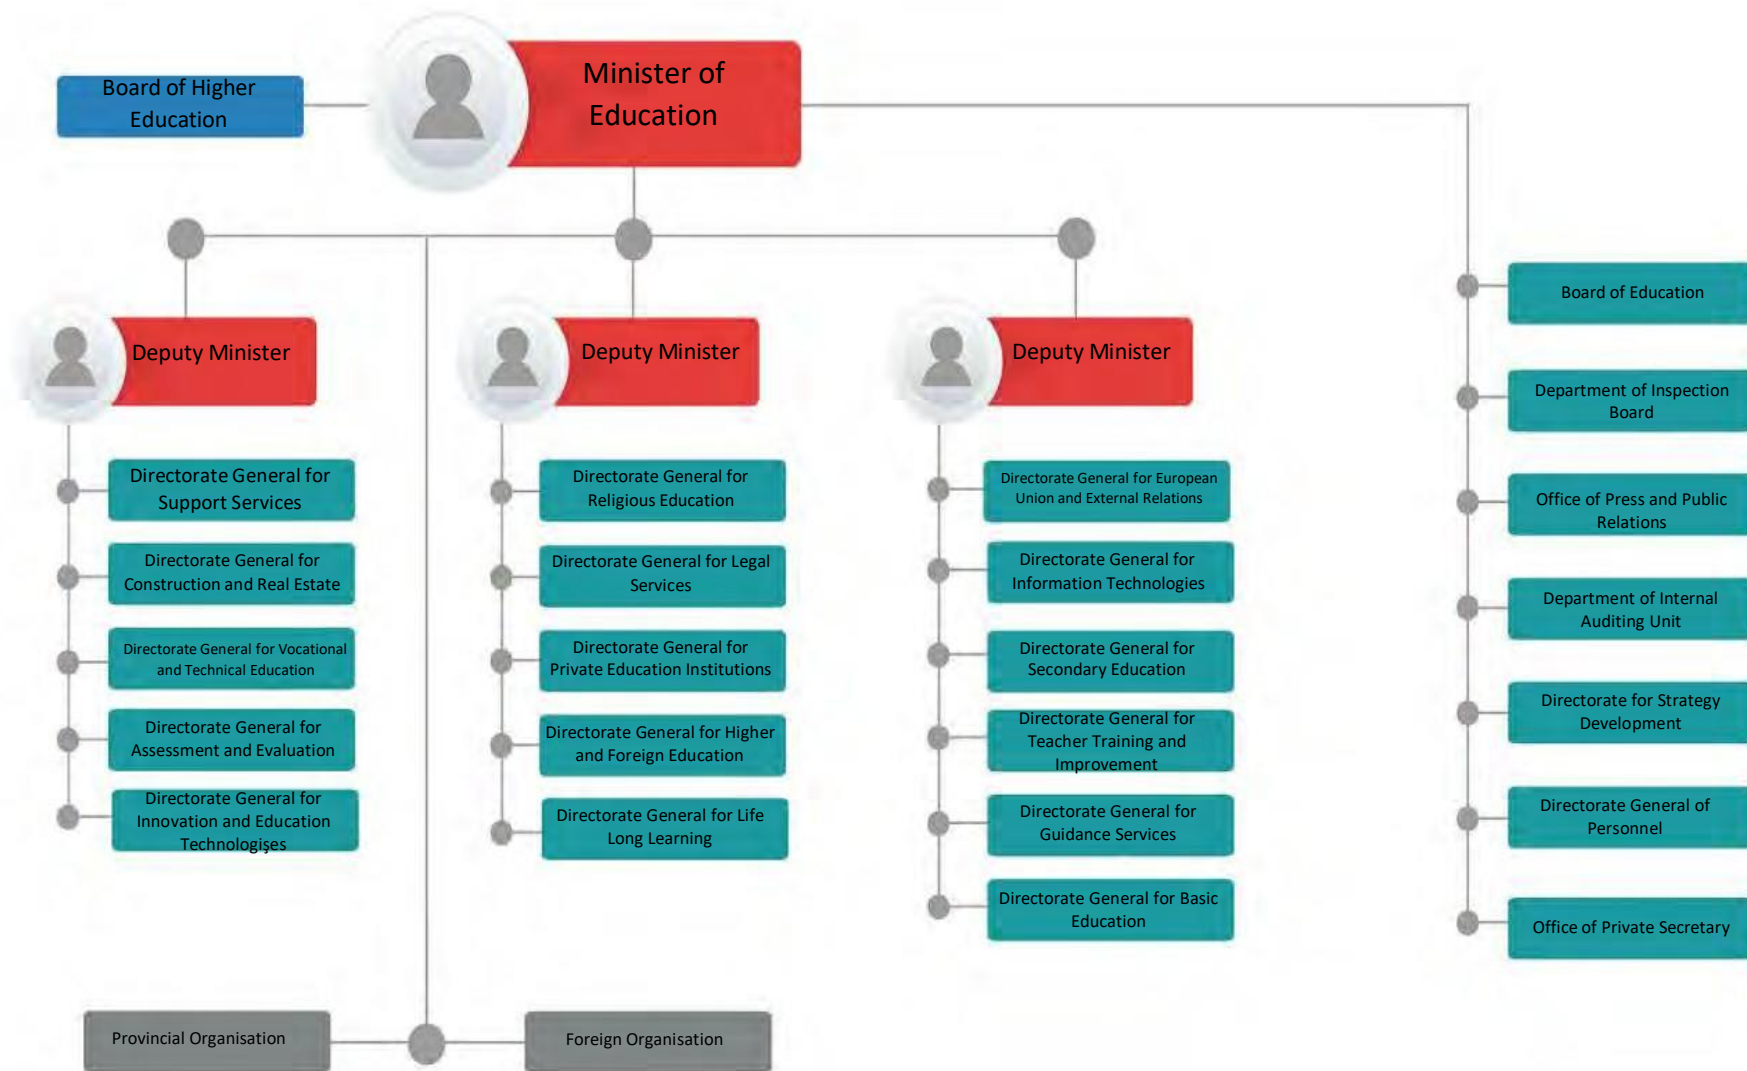 Minister of
Education
Board of Higher
Education
Deputy Minister
Directorate General for
Support Services
Directorate General for
Construction and Real Estate
Directorate General for Vocational
and Technical Education
Directorate General for
Assessment and Evaluation
Directorate General for
Innovation and Education
Technologişes
Deputy Minister
Directorate General for
Religious Education
Directorate General for Legal
Services
Directorate General for
Private Education Institutions
Directorate General for Higher
and Foreign Education
Directorate General for Life
Long Learning
Deputy Minister
Directorate General for European
Union and External Relations
Directorate General for
Information Technologies
Directorate General for
Secondary Education
Directorate General for
Teacher Training and
Improvement
Directorate General for
Guidance Services
Directorate General for Basic
Education
Board of Education
Department of Inspection
Board
Office of Press and Public
Relations
Department of Internal
Auditing Unit
Directorate for Strategy
Development
Directorate General of
Personnel
Office of Private Secretary
Provincial Organisation
Foreign Organisation